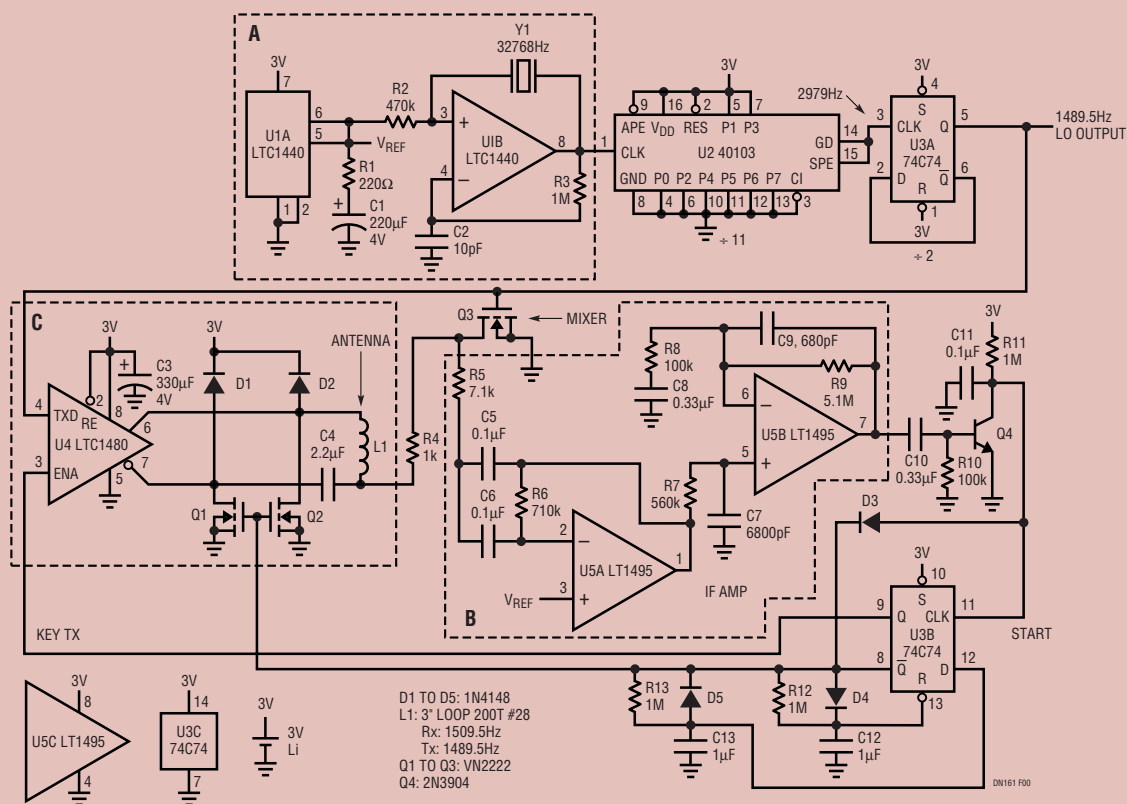 A
3V
7
U1A
LTC1440
6
5
1
2
VREF
R1
220Ω
C1
220µF
4V
+
R2
470k
Y1
32768Hz
3
+
4
–
UIB
LTC1440
8
R3
1M
C2
10pF
3V
9
16
2
5
7
APE VDD RES P1 P3
1
CLK
U2 40103
GD
14
SPE
15
GND P0 P2 P4 P5 P6 P7 CI
8
4
6
10
11
12
13
3
÷ 11
2979Hz
3V
4
S
3
CLK
Q
5
U3A
74C74
2
D
Q
6
R
1
3V
÷ 2
1489.5Hz
LO OUTPUT
C
3V
+
C3
330µF
4V
2
8
4
TXD
RE
6
U4 LTC1480
7
3
ENA
5
3V
D1
D2
ANTENNA
C4
2.2µF
L1
Q1
Q2
R4
1k
Q3
MIXER
R5
7.1k
C5
0.1µF
C6
0.1µF
R6
710k
2
–
U5A LT1495
1
VREF
3
+
B
IF AMP
R7
560k
C7
6800pF
R8
100k
C8
0.33µF
C9, 680pF
R9
5.1M
6
–
U5B LT1495
7
5
+
C10
0.33µF
R10
100k
C11
0.1µF
3V
R11
1M
Q4
D3
3V
10
S
9
Q
CLK
11
U3B
74C74
8
Q
D
12
R
13
START
KEY TX
R13
1M
D5
C13
1µF
R12
1M
D4
C12
1µF
3V
8
U5C LT1495
4
3V
14
U3C
74C74
7
3V
3V
Li
D1 TO D5: 1N4148
L1: 3" LOOP 200T #28
Rx: 1509.5Hz
Tx: 1489.5Hz
Q1 TO Q3: VN2222
Q4: 2N3904
DN161 F00